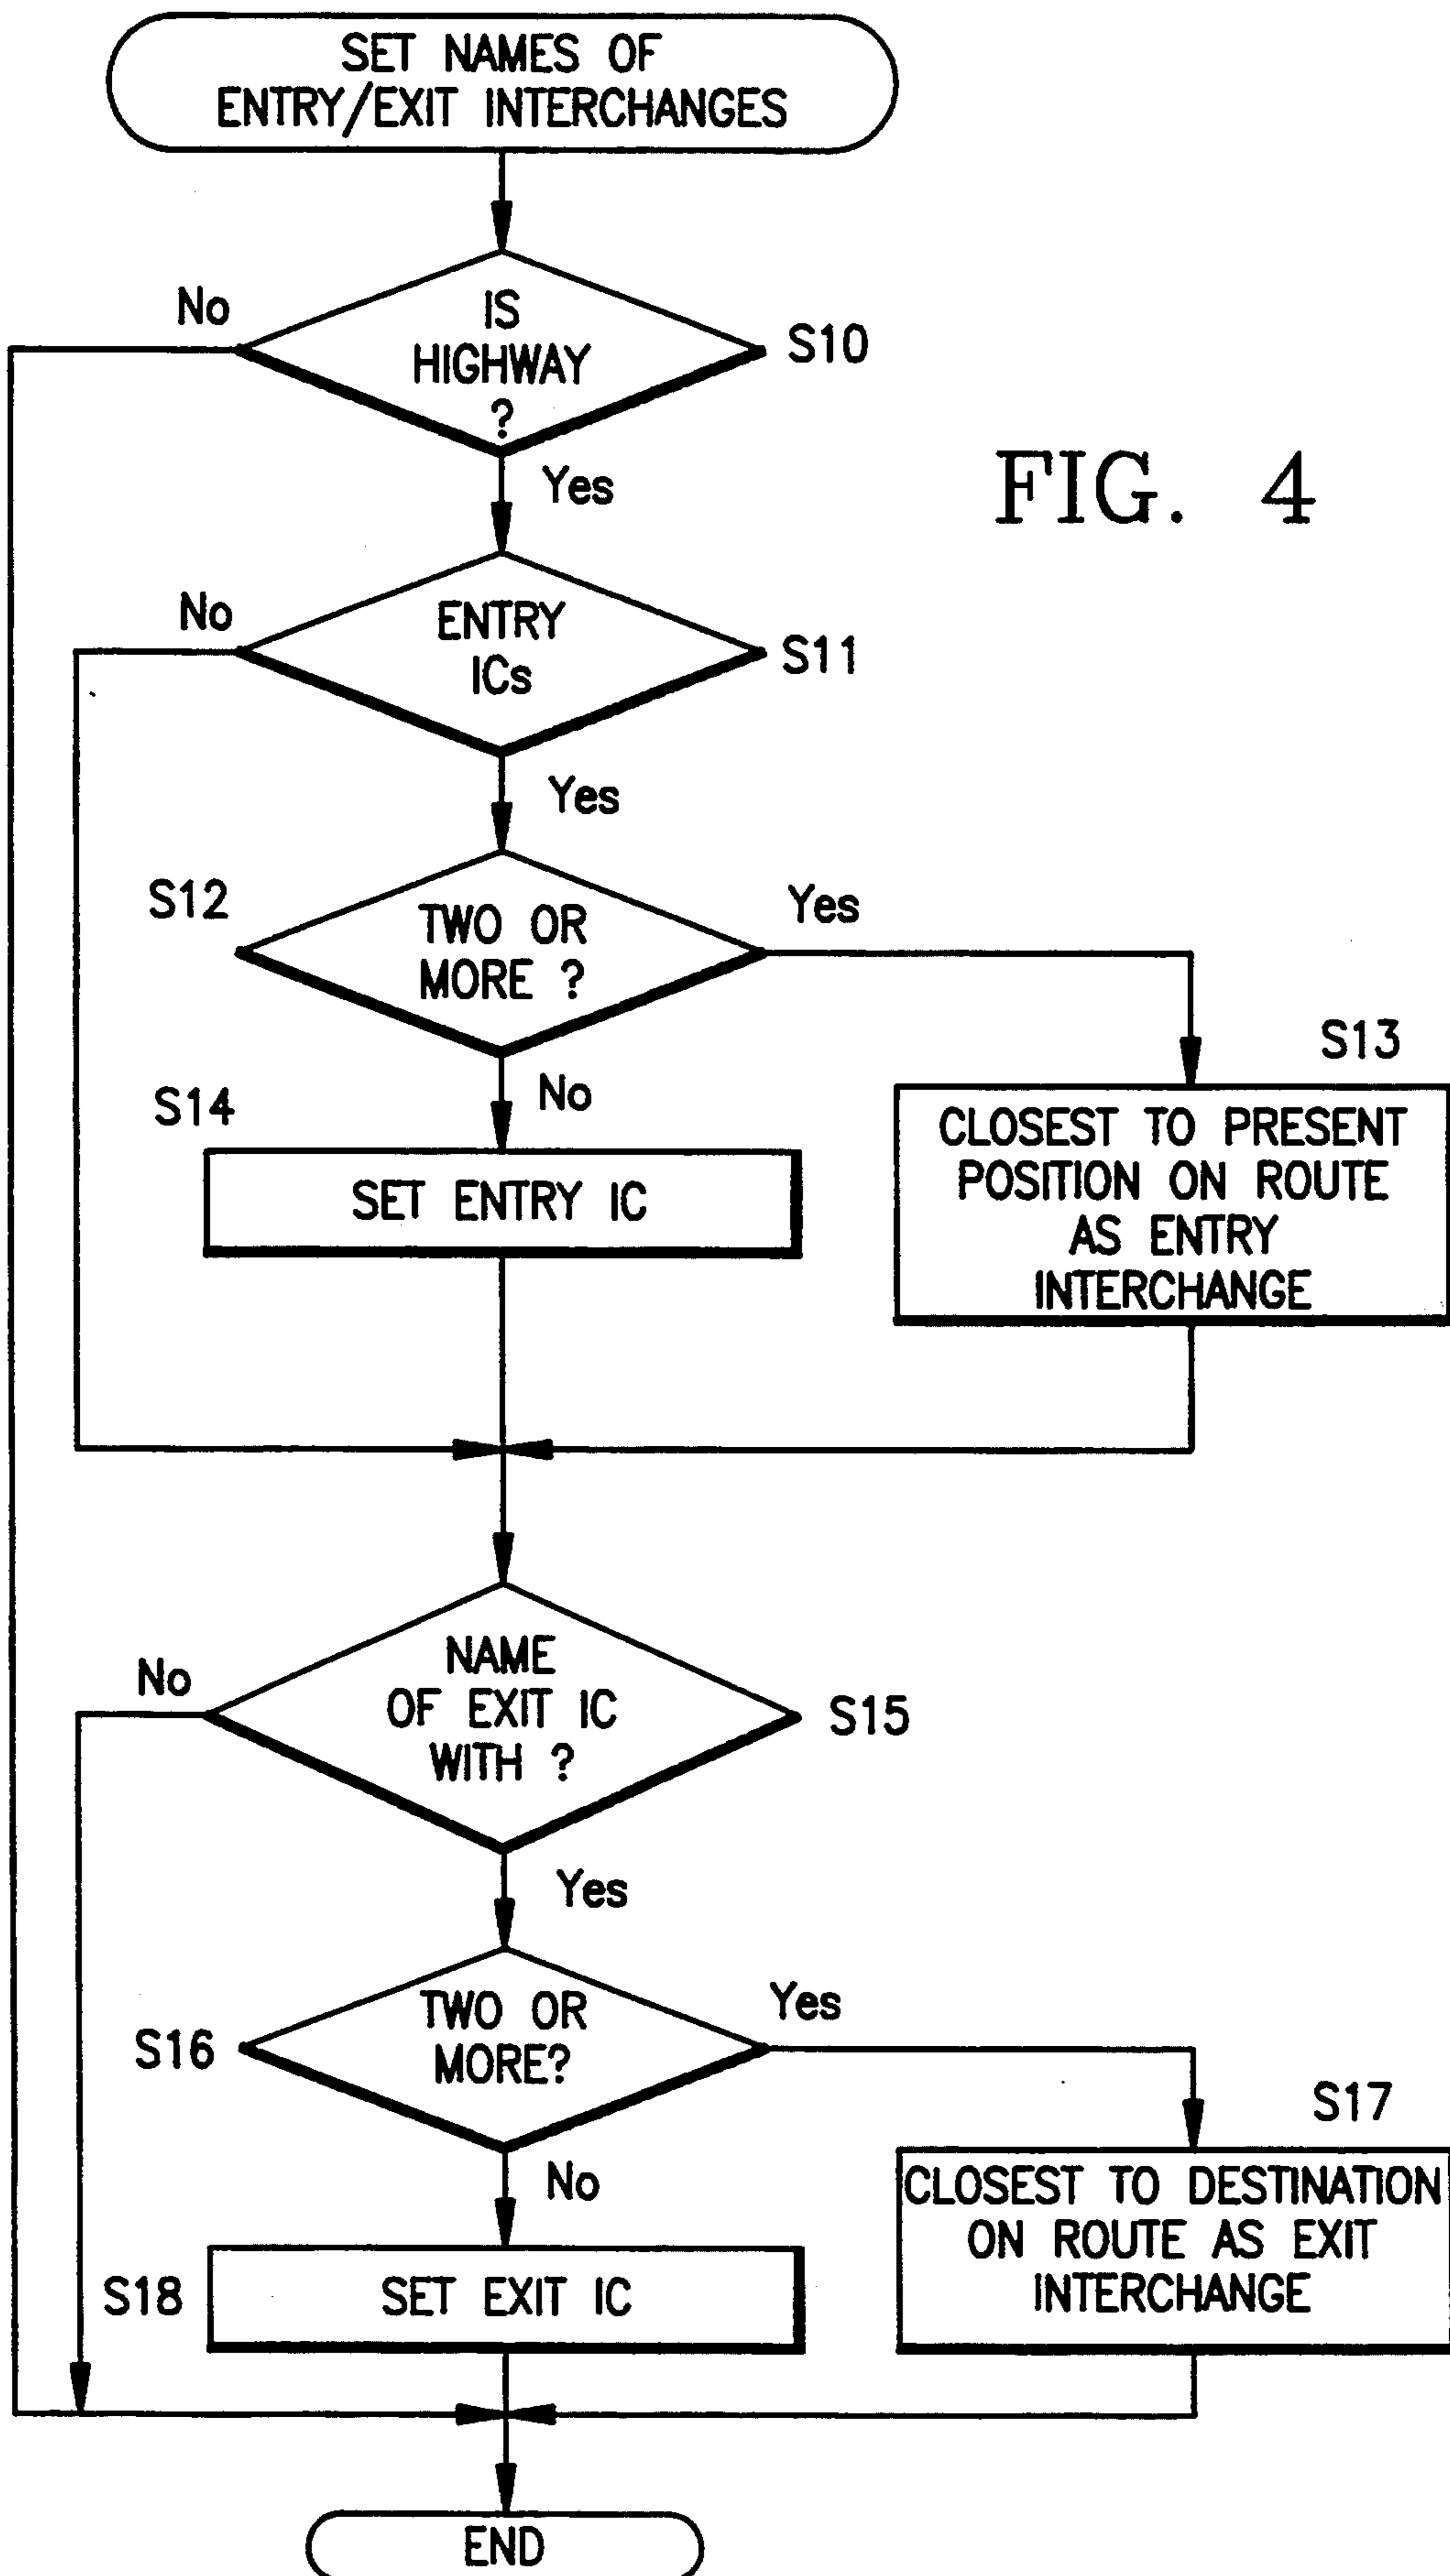 SET NAMES OF
ENTRY/EXIT INTERCHANGES
No
IS
HIGHWAY
?
S10
Yes
FIG. 4
No
ENTRY
ICs
S11
Yes
S12
TWO OR
MORE ?
Yes
S13
No
S14
SET ENTRY IC
CLOSEST TO PRESENT
POSITION ON ROUTE
AS ENTRY
INTERCHANGE
No
NAME
OF EXIT IC
WITH ?
S15
Yes
S16
TWO OR
MORE?
Yes
S17
No
S18
SET EXIT IC
CLOSEST TO DESTINATION
ON ROUTE AS EXIT
INTERCHANGE
END